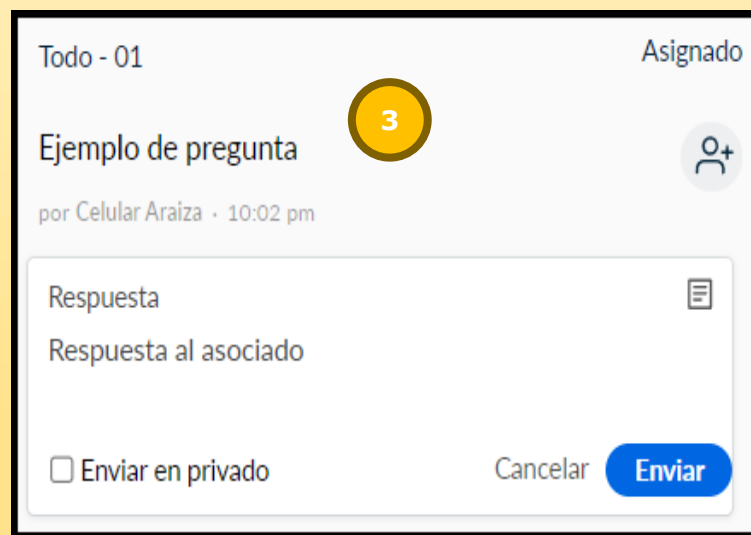 Todo - 01
Asignado
3
Ejemplo de pregunta
por Celular Araiza · 10:02 pm
Respuesta
Respuesta al asociado
Enviar en privado
Cancelar
Enviar